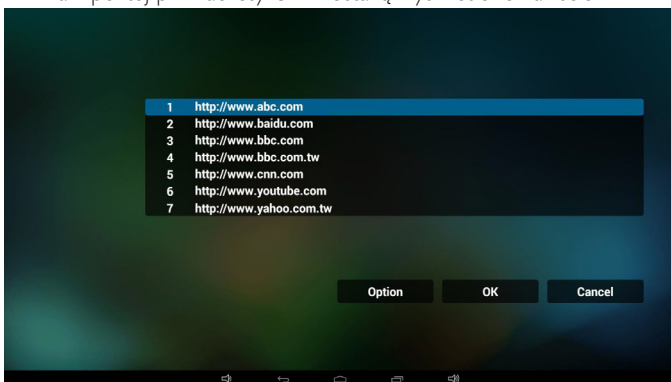 1 http://www.abc.com
2 http://www.baidu.com
3 http://www.bbc.com
4 http://www.bbc.com.tw
5 http://www.cnn.com
6 http://www.youtube.com
7 http://www.yahoo.com.tw
Option OK Cancel